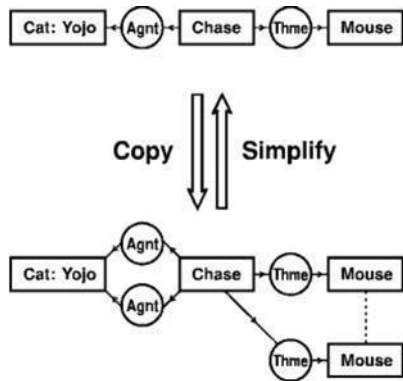 Cat: Yojo Agnt Chase Thme Mouse
Copy Simplify
Agnt
Cat: Yojo Chase Thme Mouse
Agnt
Thme Mouse